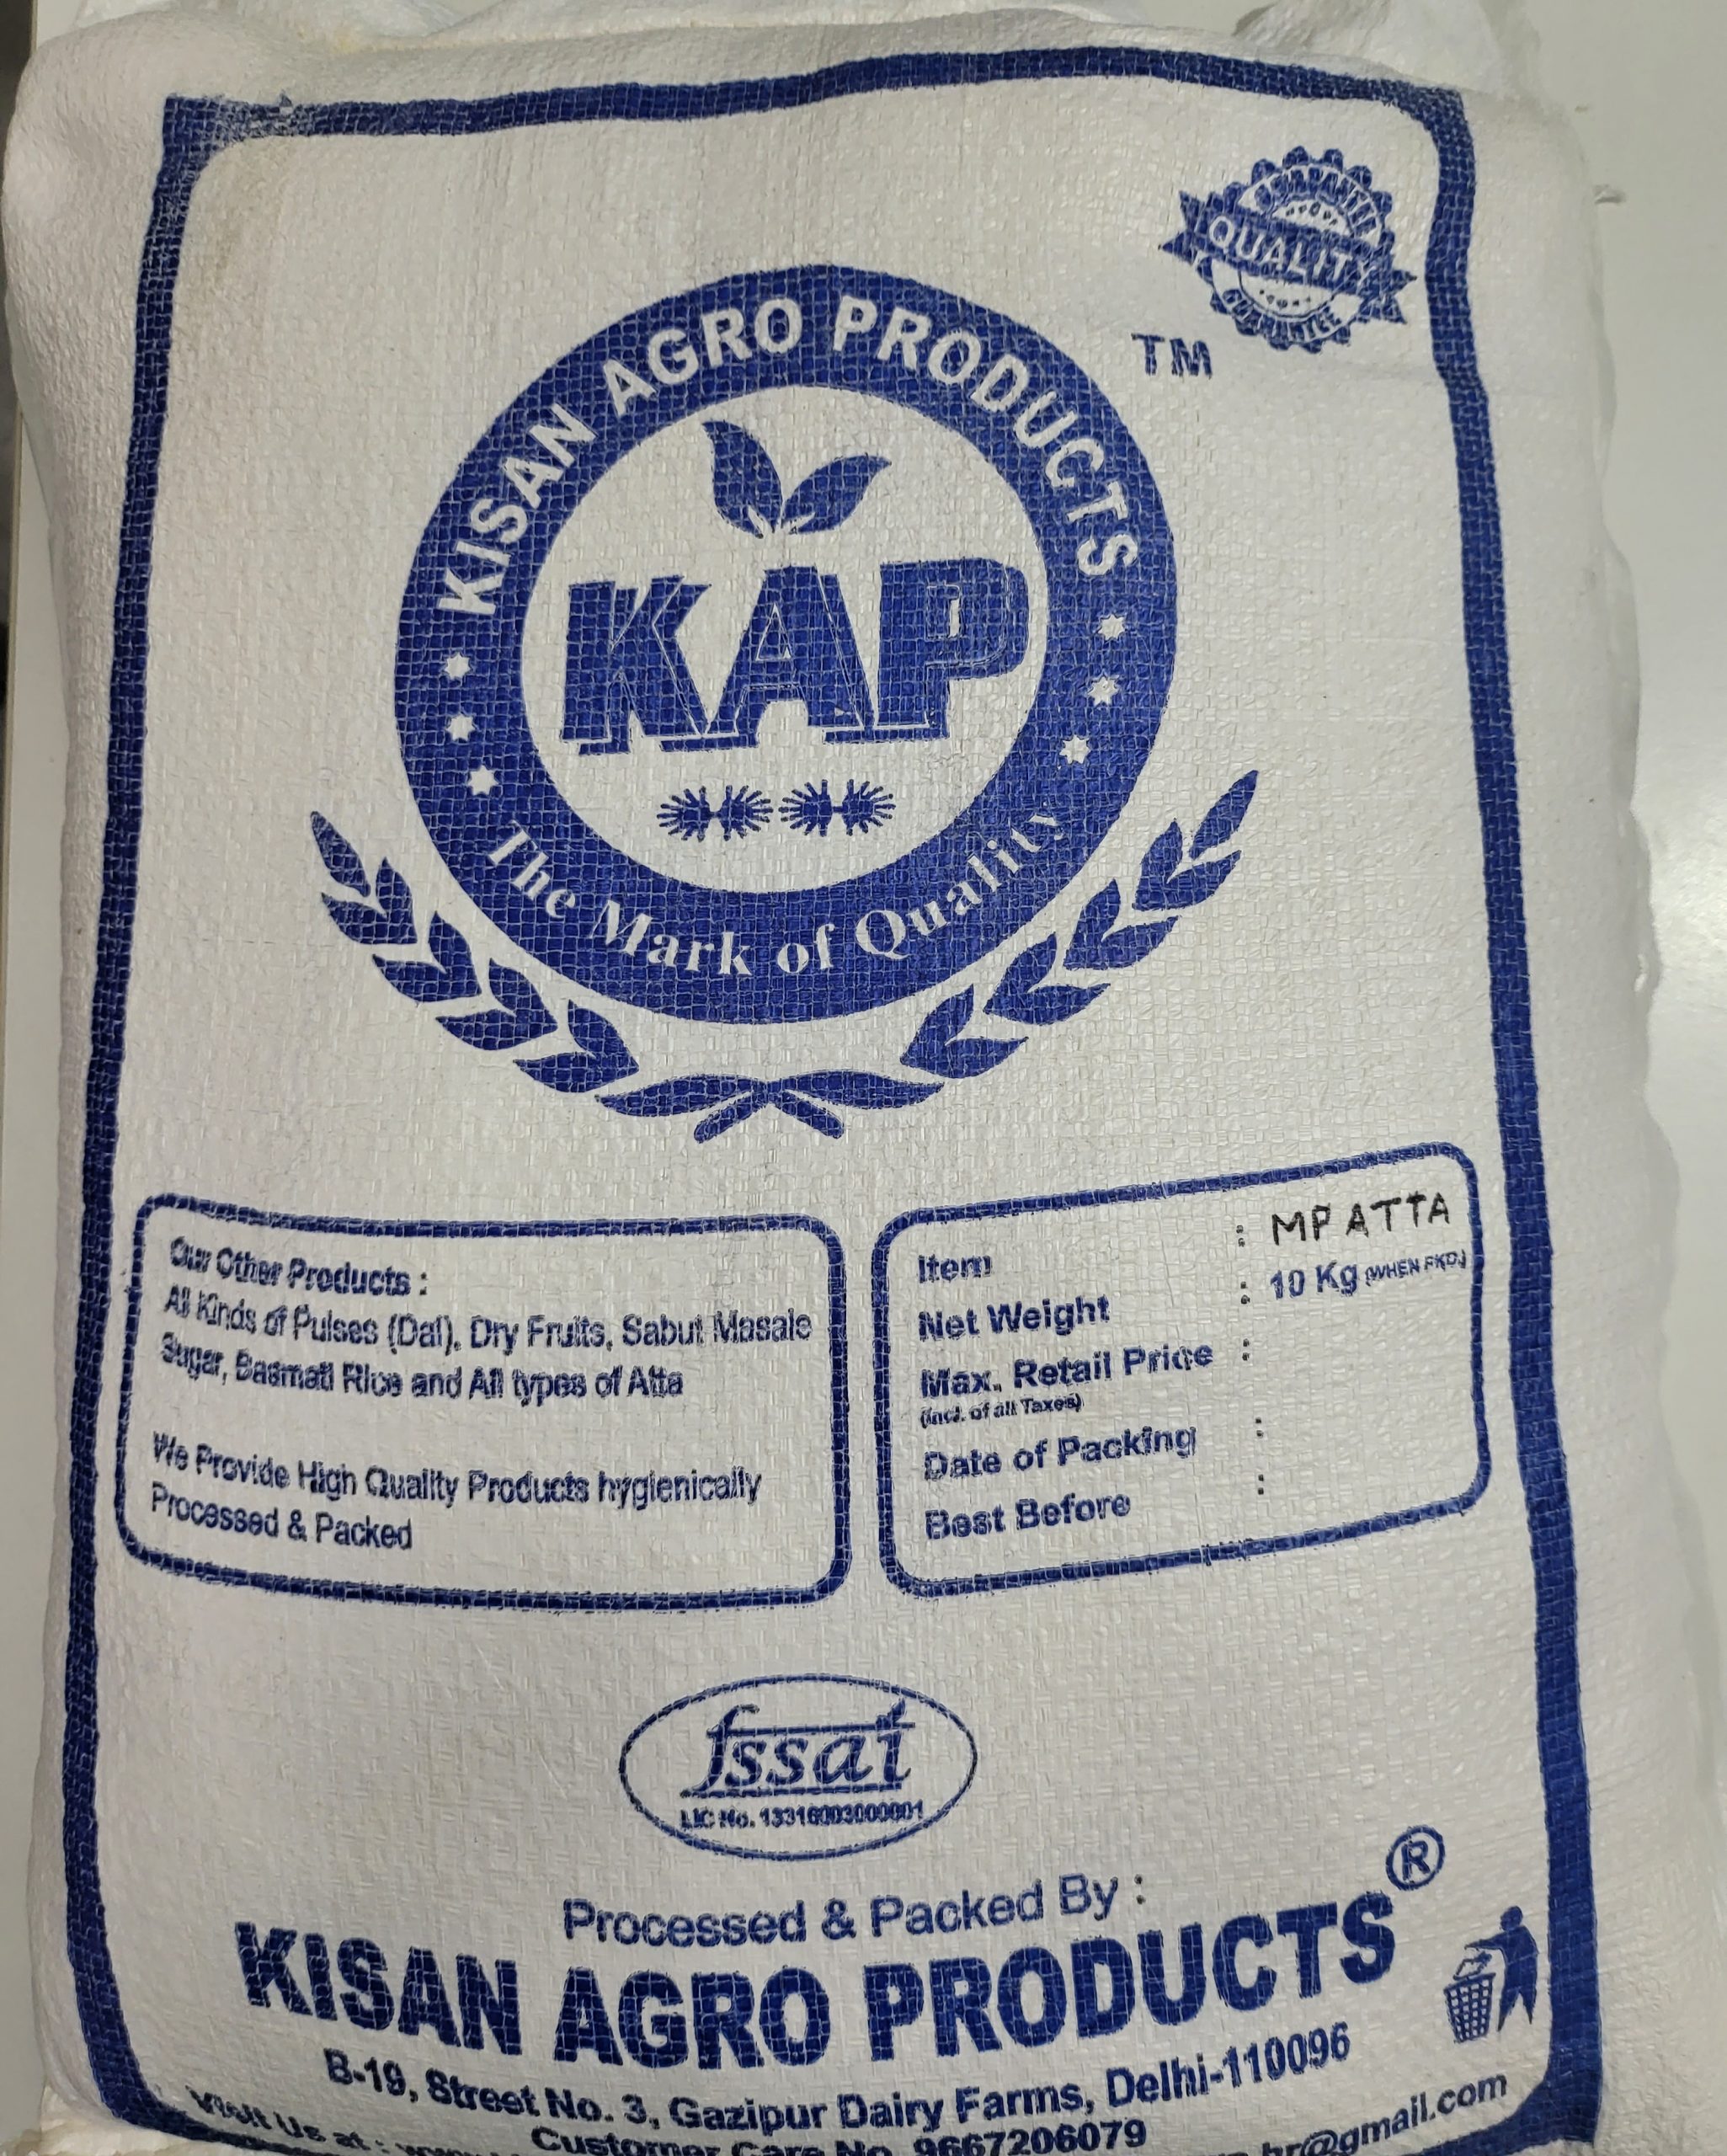 GUARANTEE
QUALITY
GUARANTEE
TM
KISAN AGRO PRODUCTS
KAP
The Mark of Quality
Our Other Products :
All Kinds of Pulses (Dal), Dry Fruits, Sabut Masale
Sugar, Basmati Rice and All types of Atta
We Provide High Quality Products hygienically
Processed & Packed
Item : MP ATTA
Net Weight : 10 Kg (WHEN PKD.)
Max. Retail Price :
(Incl. of all Taxes)
Date of Packing :
Best Before :
fssai
LIC No. 13316003000001
Processed & Packed By :
KISAN AGRO PRODUCTS®
B-19, Street No. 3, Gazipur Dairy Farms, Delhi-110096
Customer Care No. 9667206079
Visit Us at :
@gmail.com